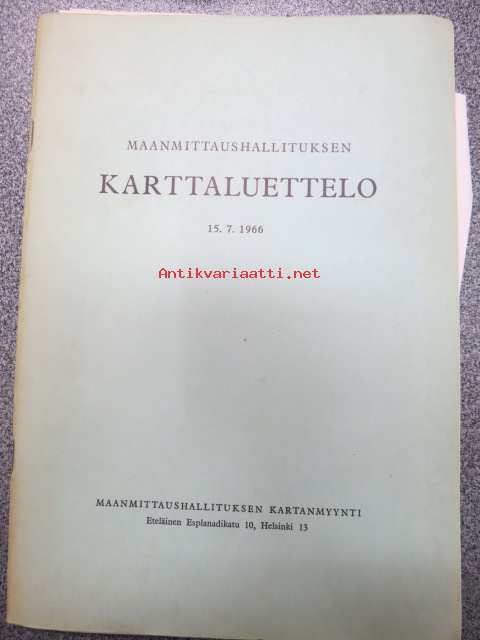 MAANMITTAUSHALLITUKSEN
KARTTALUETTELO
15. 7. 1966
Antikvariaatti.net
MAANMITTAUSHALLITUKSEN KARTANMYYNTI
Eteläinen Esplanadikatu 10, Helsinki 13